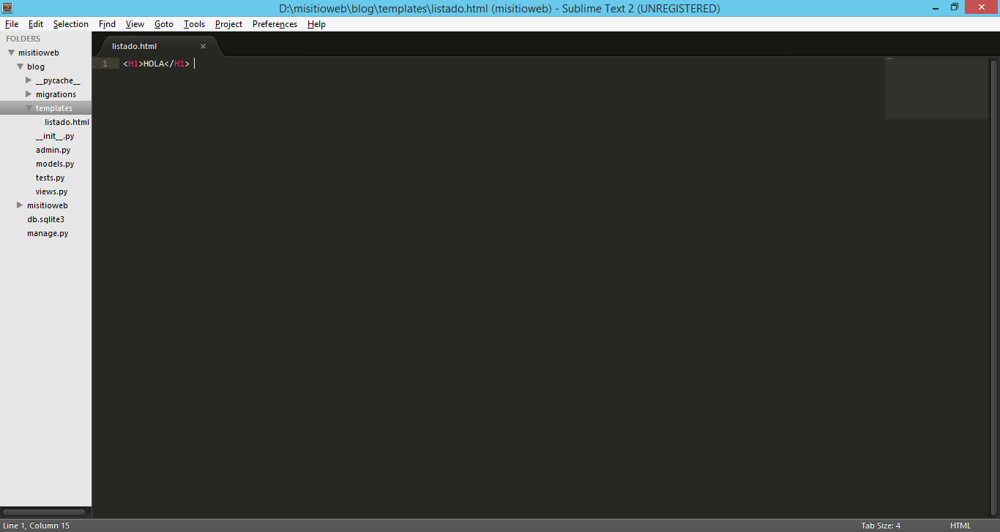 D:\misitioweb\blog\templates\listado.html (misitioweb) - Sublime Text 2 (UNREGISTERED)
File Edit Selection Find View Goto Tools Project Preferences Help
FOLDERS
misitioweb
blog
__pycache__
migrations
templates
listado.html
__init__.py
admin.py
models.py
tests.py
views.py
misitioweb
db.sqlite3
manage.py
listado.html ×
1 <H1>HOLA</H1>
Line 1, Column 15 Tab Size: 4 HTML